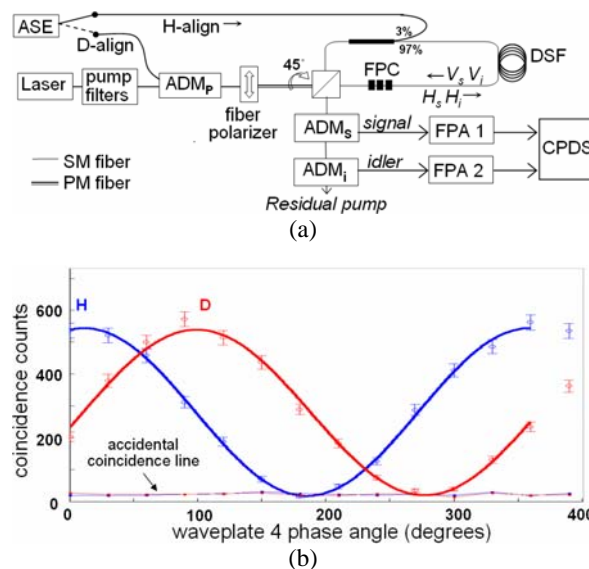 ASE
H-align
D-align
3%
97%
DSF
Laser
pump filters
ADMP
fiber polarizer
45°
FPC
Vs Vi
Hs Hi
ADMS
signal
FPA 1
CPDS
ADMi
idler
FPA 2
SM fiber
PM fiber
Residual pump
(a)
H
D
600
400
200
0
coincidence counts
accidental
coincidence line
0 100 200 300 400
waveplate 4 phase angle (degrees)
(b)